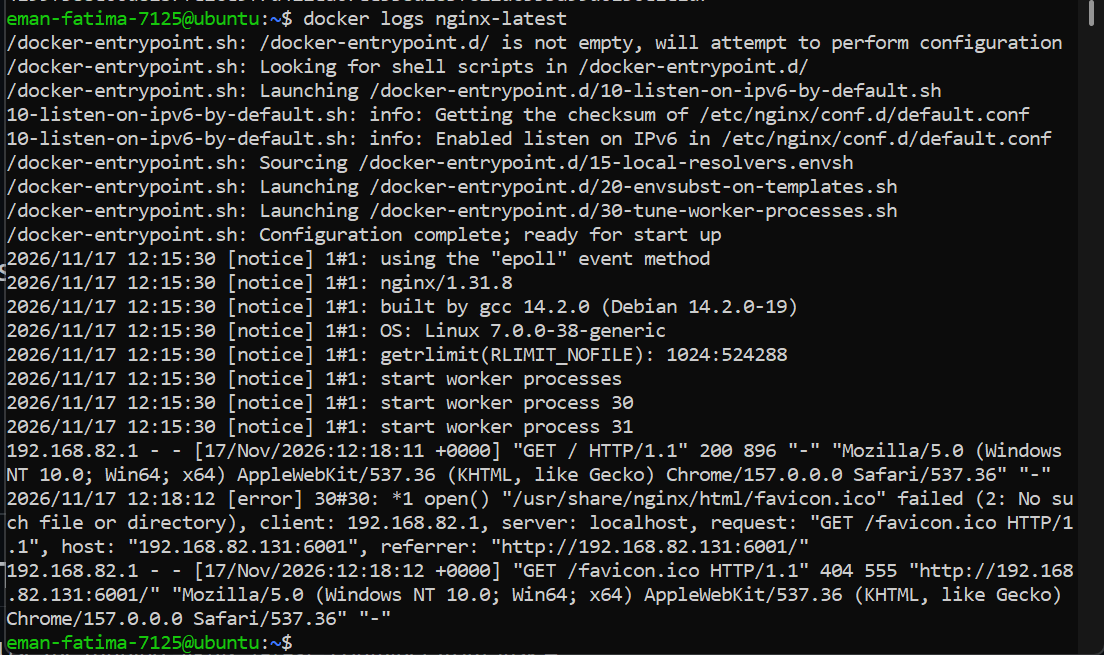 eman-fatima-7125@ubuntu:~$ docker logs nginx-latest
/docker-entrypoint.sh: /docker-entrypoint.d/ is not empty, will attempt to perform configuration
/docker-entrypoint.sh: Looking for shell scripts in /docker-entrypoint.d/
/docker-entrypoint.sh: Launching /docker-entrypoint.d/10-listen-on-ipv6-by-default.sh
10-listen-on-ipv6-by-default.sh: info: Getting the checksum of /etc/nginx/conf.d/default.conf
10-listen-on-ipv6-by-default.sh: info: Enabled listen on IPv6 in /etc/nginx/conf.d/default.conf
/docker-entrypoint.sh: Sourcing /docker-entrypoint.d/15-local-resolvers.envsh
/docker-entrypoint.sh: Launching /docker-entrypoint.d/20-envsubst-on-templates.sh
/docker-entrypoint.sh: Launching /docker-entrypoint.d/30-tune-worker-processes.sh
/docker-entrypoint.sh: Configuration complete; ready for start up
2026/11/17 12:15:30 [notice] 1#1: using the "epoll" event method
2026/11/17 12:15:30 [notice] 1#1: nginx/1.31.8
2026/11/17 12:15:30 [notice] 1#1: built by gcc 14.2.0 (Debian 14.2.0-19)
2026/11/17 12:15:30 [notice] 1#1: OS: Linux 7.0.0-38-generic
2026/11/17 12:15:30 [notice] 1#1: getrlimit(RLIMIT_NOFILE): 1024:524288
2026/11/17 12:15:30 [notice] 1#1: start worker processes
2026/11/17 12:15:30 [notice] 1#1: start worker process 30
2026/11/17 12:15:30 [notice] 1#1: start worker process 31
192.168.82.1 - - [17/Nov/2026:12:18:11 +0000] "GET / HTTP/1.1" 200 896 "-" "Mozilla/5.0 (Windows
NT 10.0; Win64; x64) AppleWebKit/537.36 (KHTML, like Gecko) Chrome/157.0.0.0 Safari/537.36" "-"
2026/11/17 12:18:12 [error] 30#30: *1 open() "/usr/share/nginx/html/favicon.ico" failed (2: No su
ch file or directory), client: 192.168.82.1, server: localhost, request: "GET /favicon.ico HTTP/1
.1", host: "192.168.82.131:6001", referrer: "http://192.168.82.131:6001/"
192.168.82.1 - - [17/Nov/2026:12:18:12 +0000] "GET /favicon.ico HTTP/1.1" 404 555 "http://192.168
.82.131:6001/" "Mozilla/5.0 (Windows NT 10.0; Win64; x64) AppleWebKit/537.36 (KHTML, like Gecko)
Chrome/157.0.0.0 Safari/537.36" "-"
eman-fatima-7125@ubuntu:~$